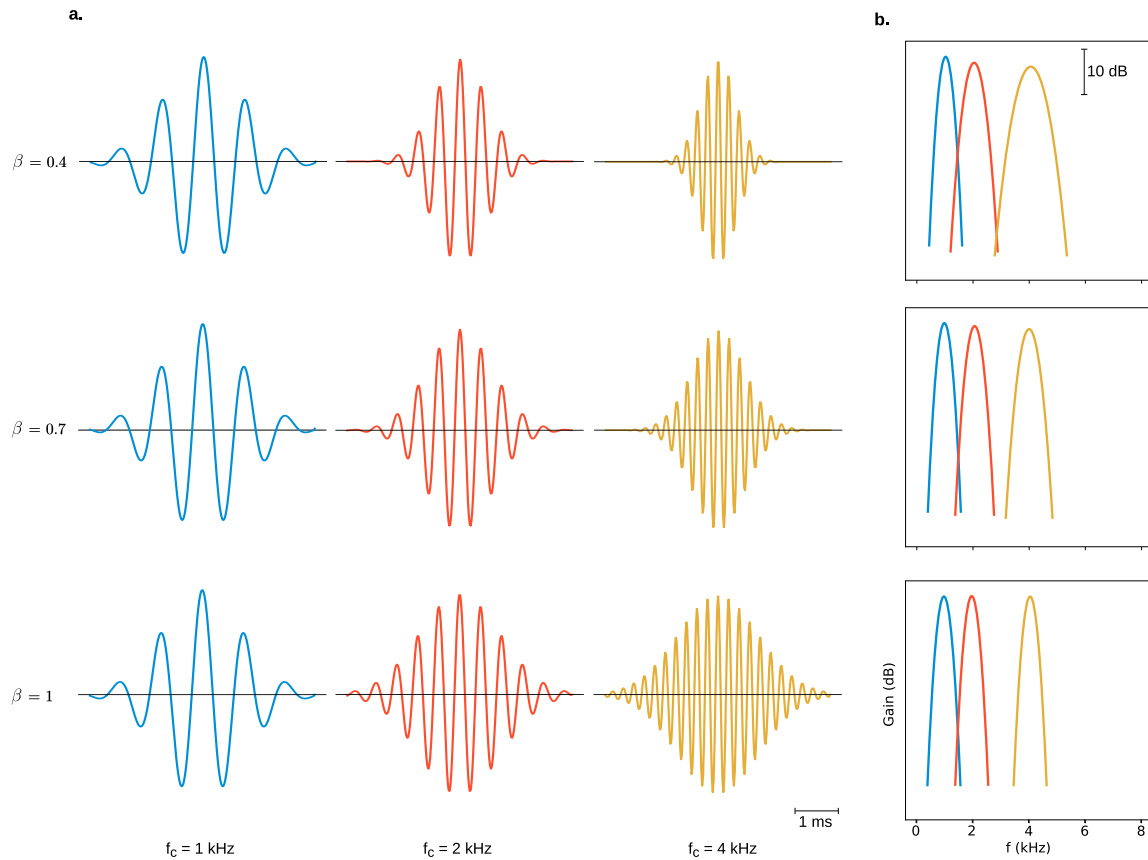 a.
b.
10 dB
β = 0.4
β = 0.7
β = 1
Gain (dB)
1 ms
0 2 4 6 8
f (kHz)
fc = 1 kHz
fc = 2 kHz
fc = 4 kHz